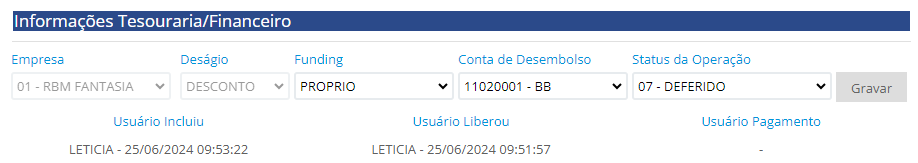 Informações Tesouraria/Financeiro
Empresa Deságio Funding Conta de Desembolso Status da Operação
01 - RBM FANTASIA DESCONTO PROPRIO 11020001 - BB 07 - DEFERIDO Gravar
Usuário Incluiu Usuário Liberou Usuário Pagamento
LETICIA - 25/06/2024 09:53:22 LETICIA - 25/06/2024 09:51:57 -